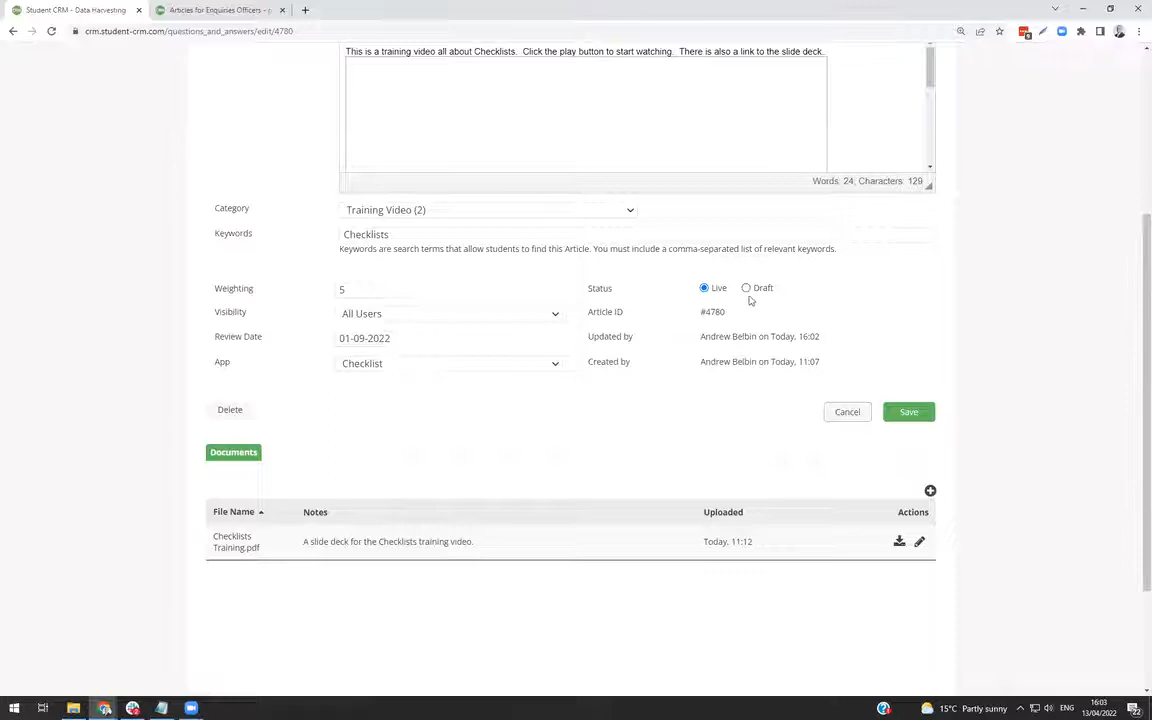 Student CRM - Data Harvesting
Articles for Enquiries Officers - p
crm.student-crm.com/questions_and_answers/edit/4780
This is a training video all about Checklists. Click the play button to start watching. There is also a link to the slide deck.
Words: 24, Characters: 129
Category
Training Video (2)
Keywords
Checklists
Keywords are search terms that allow students to find this Article. You must include a comma-separated list of relevant keywords.
Weighting
5
Status
Live
Draft
Visibility
All Users
Article ID
#4780
Review Date
01-09-2022
Updated by
Andrew Belbin on Today, 16:02
App
Checklist
Created by
Andrew Belbin on Today, 11:07
Delete
Cancel
Save
Documents
File Name
Notes
Uploaded
Actions
Checklists
Training.pdf
A slide deck for the Checklists training video.
Today, 11:12
15°C Partly sunny
ENG
16:03
13/04/2022
22